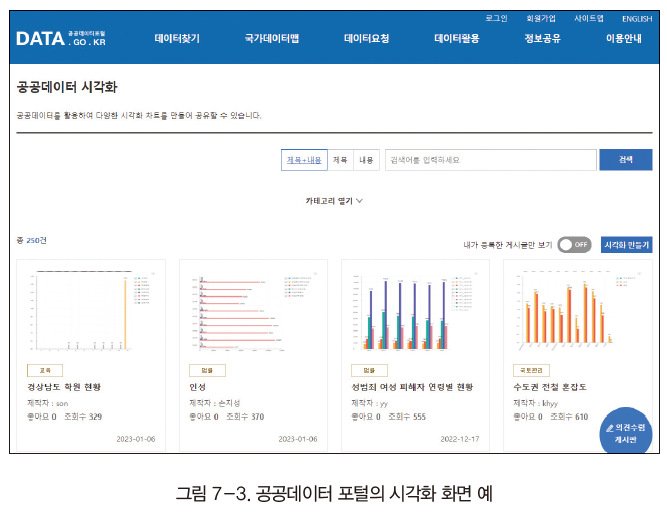 로그인 회원가입 사이트맵 ENGLISH
DATA 공공데이터포털 .GO.KR
데이터찾기 국가데이터맵 데이터요청 데이터활용 정보공유 이용안내
공공데이터 시각화
공공데이터를 활용하여 다양한 시각화 차트를 만들어 공유할 수 있습니다.
제목+내용 제목 내용 검색어를 입력하세요 검색
카테고리 열기
총 250건 내가 등록한 게시글만 보기 OFF 시각화 만들기
교육
경상남도 학원 현황
제작자 : son
좋아요 0 조회수 329
2023-01-06
법률
인성
제작자 : 손지성
좋아요 0 조회수 370
2023-01-06
법률
성범죄 여성 피해자 연령별 현황
제작자 : yy
좋아요 0 조회수 555
2022-12-17
국토관리
수도권 전철 혼잡도
제작자 : khyy
좋아요 0 조회수 610
의견수렴
게시판
그림 7-3. 공공데이터 포털의 시각화 화면 예